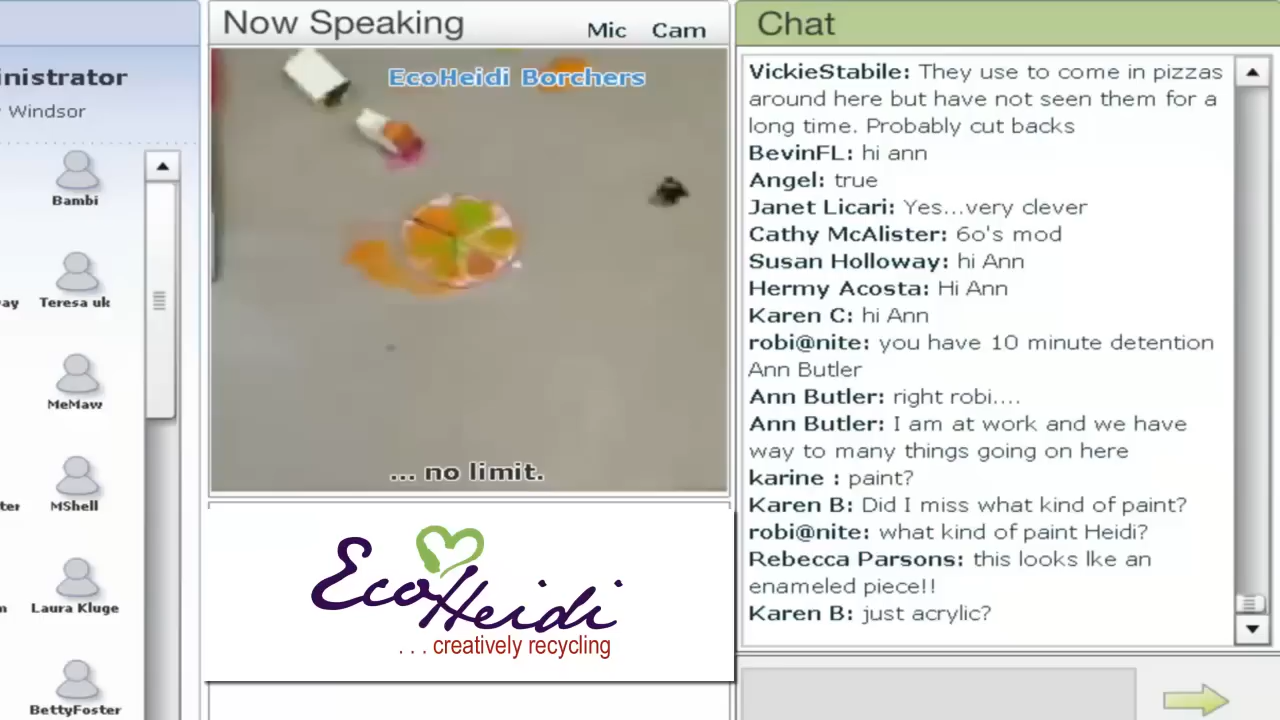 inistrator
Windsor
Bambi
ay Teresa uk
MeMaw
ter MShell
m Laura Kluge
BettyFoster
Now Speaking Mic Cam
EcoHeidi Borchers
... no limit.
EcoHeidi
. . . creatively recycling
Chat
VickieStabile: They use to come in pizzas
around here but have not seen them for a
long time. Probably cut backs
BevinFL: hi ann
Angel: true
Janet Licari: Yes...very clever
Cathy McAlister: 6o's mod
Susan Holloway: hi Ann
Hermy Acosta: Hi Ann
Karen C: hi Ann
robi@nite: you have 10 minute detention
Ann Butler
Ann Butler: right robi....
Ann Butler: I am at work and we have
way to many things going on here
karine : paint?
Karen B: Did I miss what kind of paint?
robi@nite: what kind of paint Heidi?
Rebecca Parsons: this looks lke an
enameled piece!!
Karen B: just acrylic?